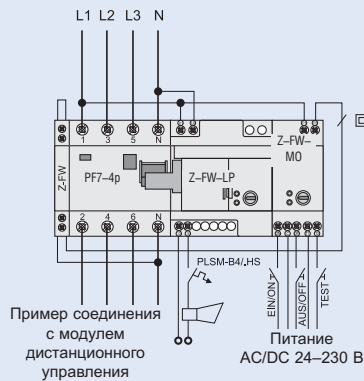 L1 L2 L3 N
1 3 5 N
Z-FW
PF7-4p
Z-FW-LP
Z-FW-
MO
2 4 6 N
PLSM-B4/.HS
EIN/ON
AUS/OFF
TEST
Пример соединения
с модулем
дистанционного
управления
Питание
AC/DC 24–230 В